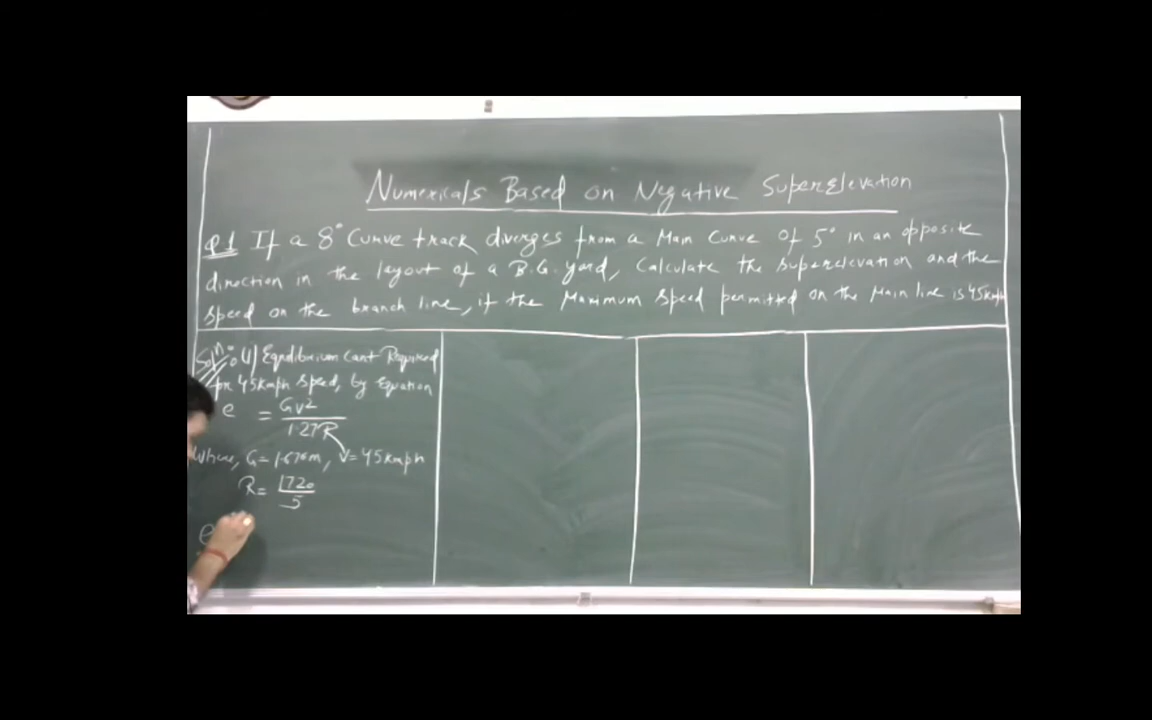 Numericals Based on Negative Superelevation
Q1 If a 8° Curve track diverges from a Main Curve of 5° in an opposite
direction in the layout of a B.G. yard, Calculate the superelevation and the
speed on the branch line, if the Maximum speed permitted on the Main line is 45kmph
Solⁿ: (1) Equilibrium Cant Required
for 45kmph speed, by Equation
e = GV²
1.27R
Where, G = 1.676m, V = 45kmph
R = 1720
5
e